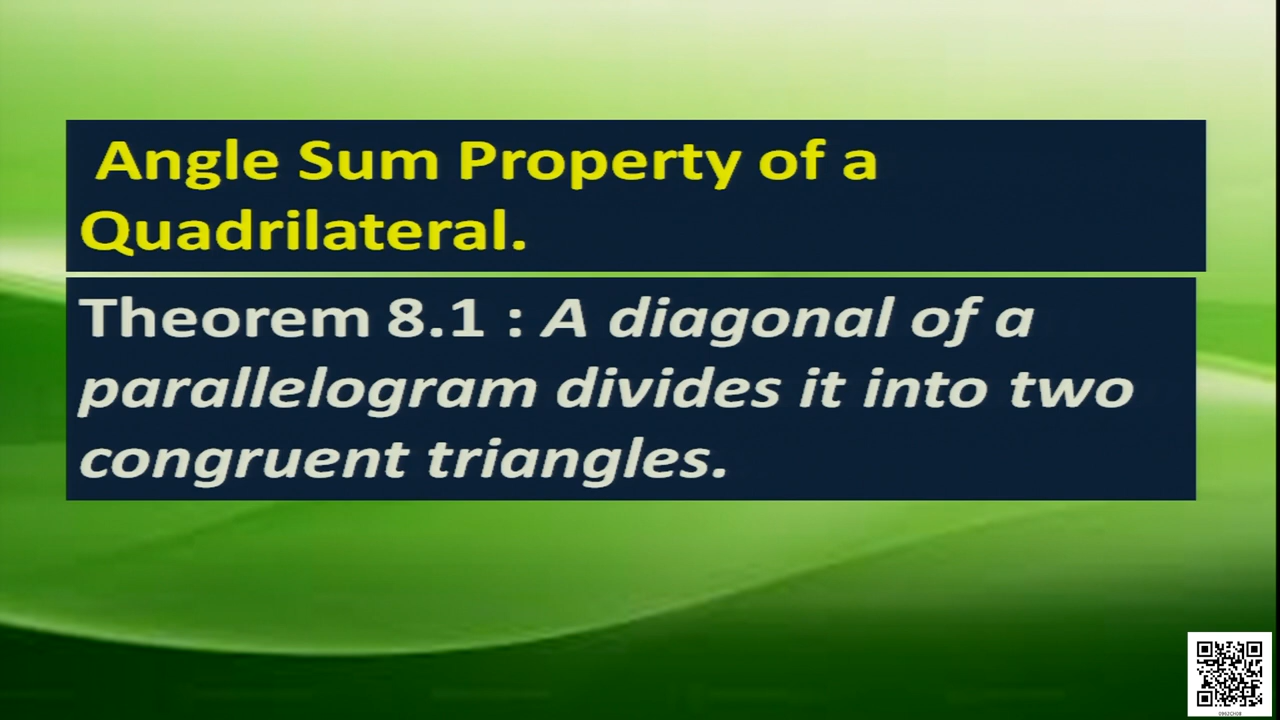 Angle Sum Property of a
Quadrilateral.
Theorem 8.1 : A diagonal of a
parallelogram divides it into two
congruent triangles.